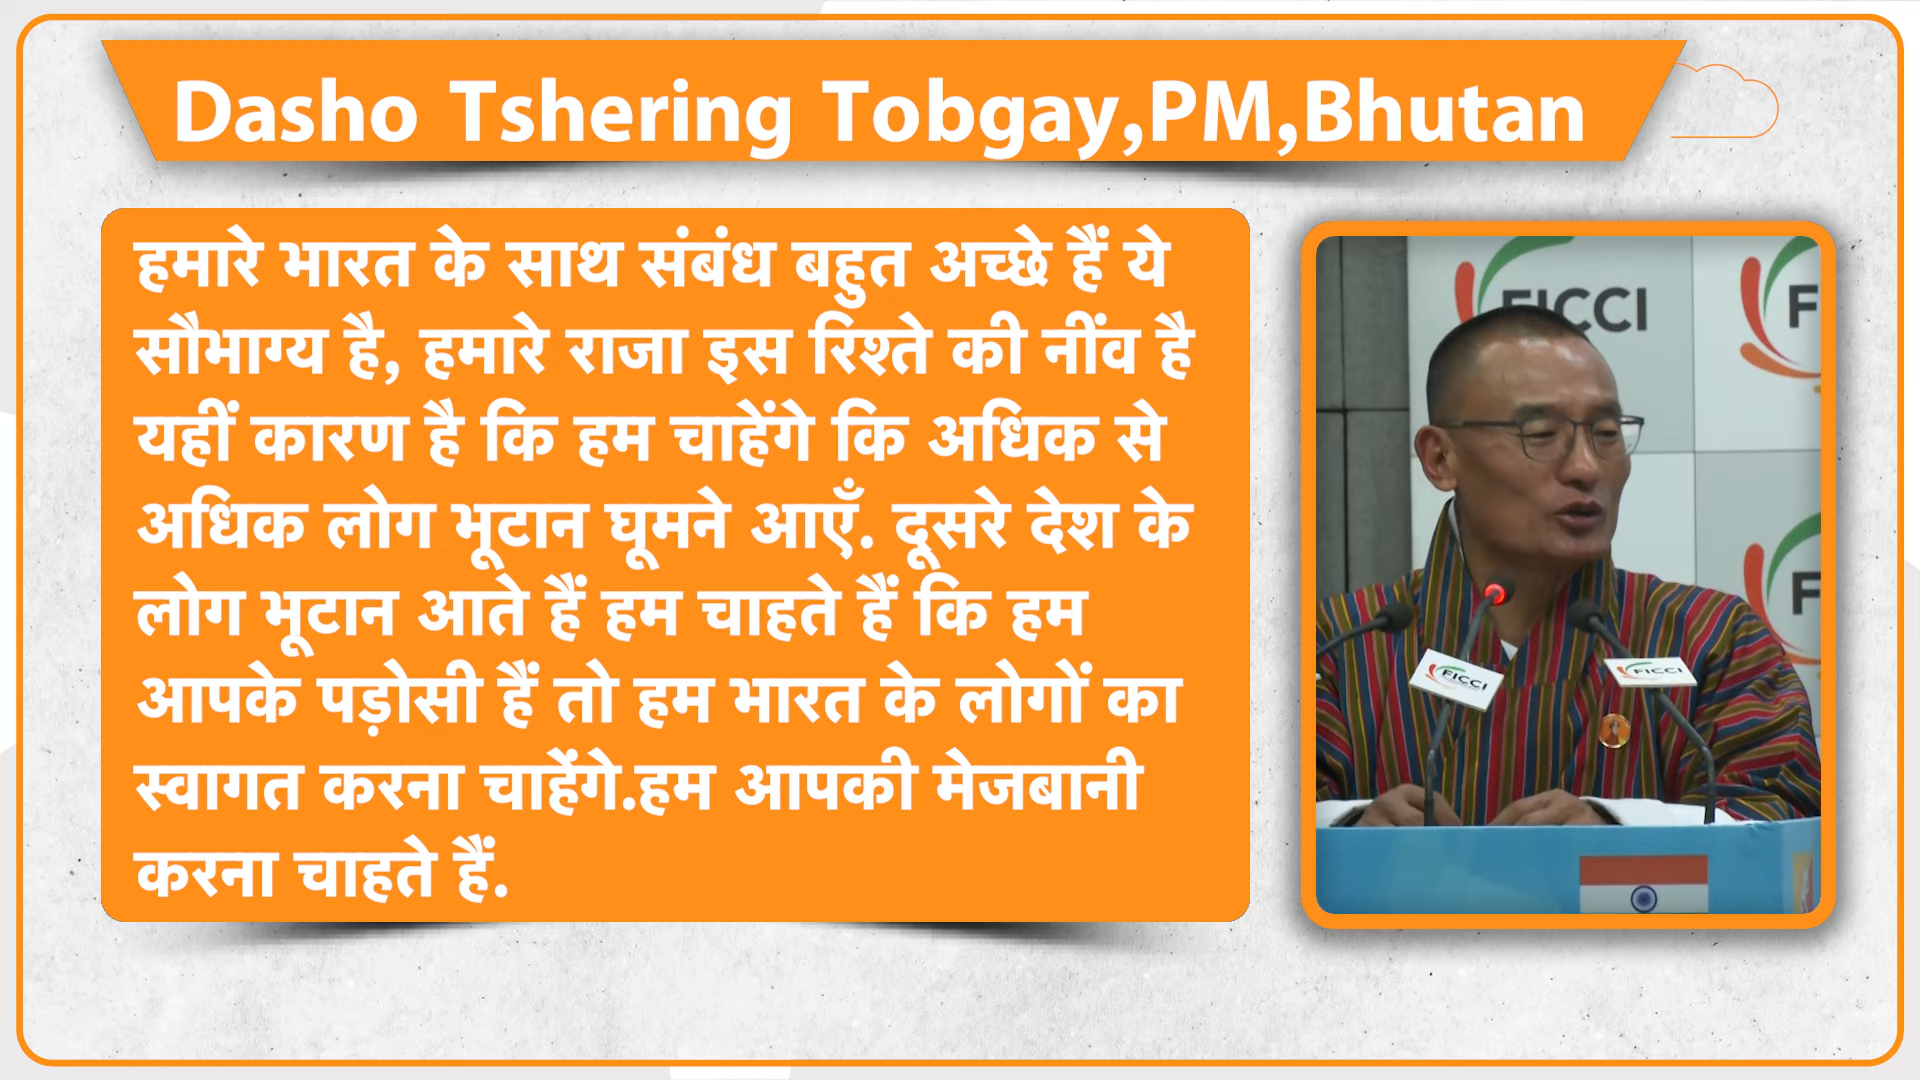 Dasho Tshering Tobgay,PM,Bhutan
हमारे भारत के साथ संबंध बहुत अच्छे हैं ये
सौभाग्य है, हमारे राजा इस रिश्ते की नींव है
यहीं कारण है कि हम चाहेंगे कि अधिक से
अधिक लोग भूटान घूमने आएँ. दूसरे देश के
लोग भूटान आते हैं हम चाहते हैं कि हम
आपके पड़ोसी हैं तो हम भारत के लोगों का
स्वागत करना चाहेंगे.हम आपकी मेजबानी
करना चाहते हैं.
FICCI
F
F
FICCI
FICCI